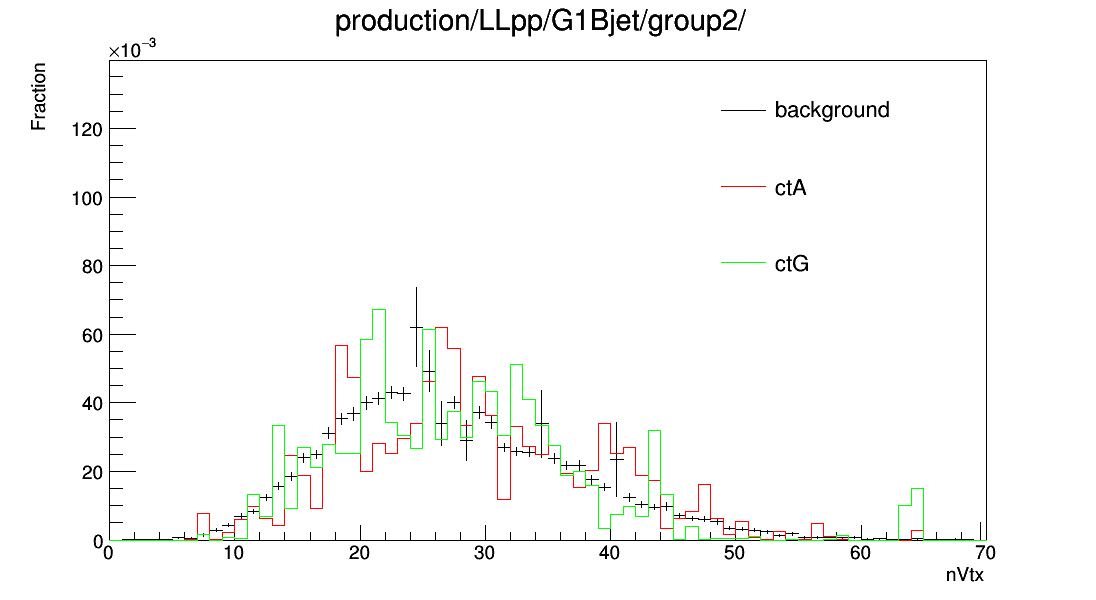 production/LLpp/G1Bjet/group2/
×10⁻³
Fraction
background
ctA
ctG
120
100
80
60
40
20
0
0 10 20 30 40 50 60 70
nVtx